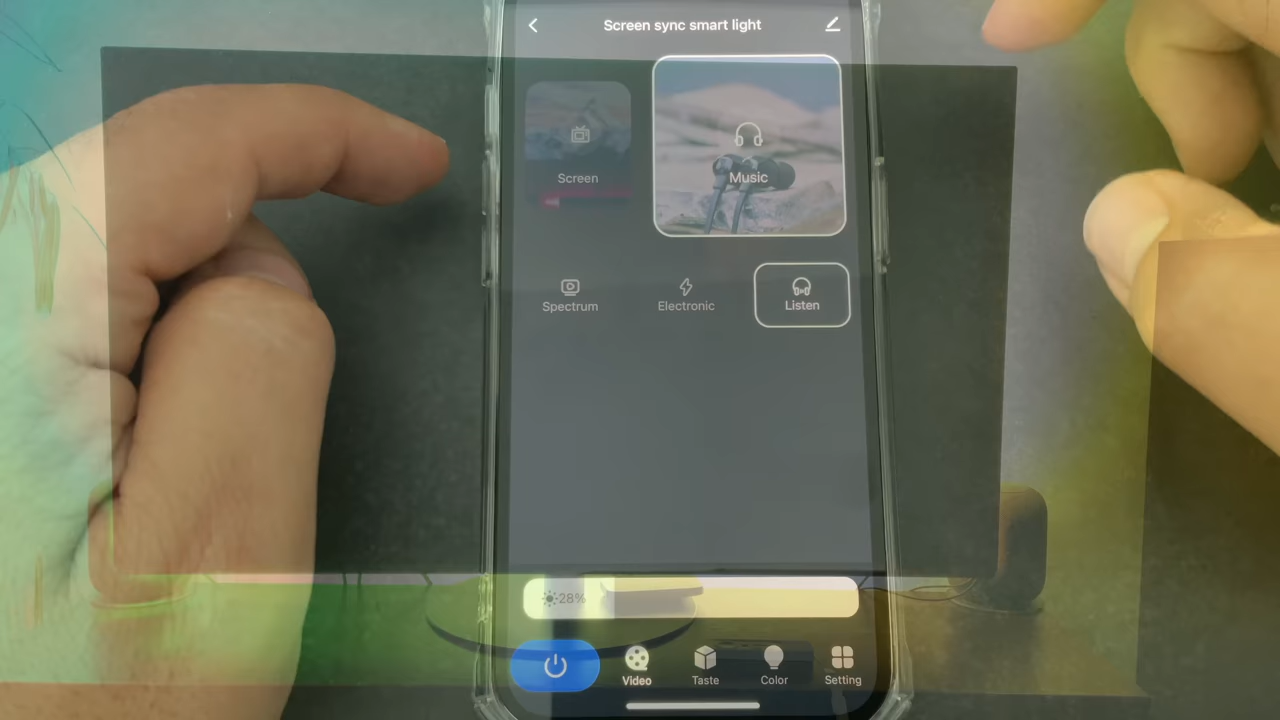 Screen sync smart light
Screen
Music
Spectrum
Electronic
Listen
28%
Video
Taste
Color
Setting